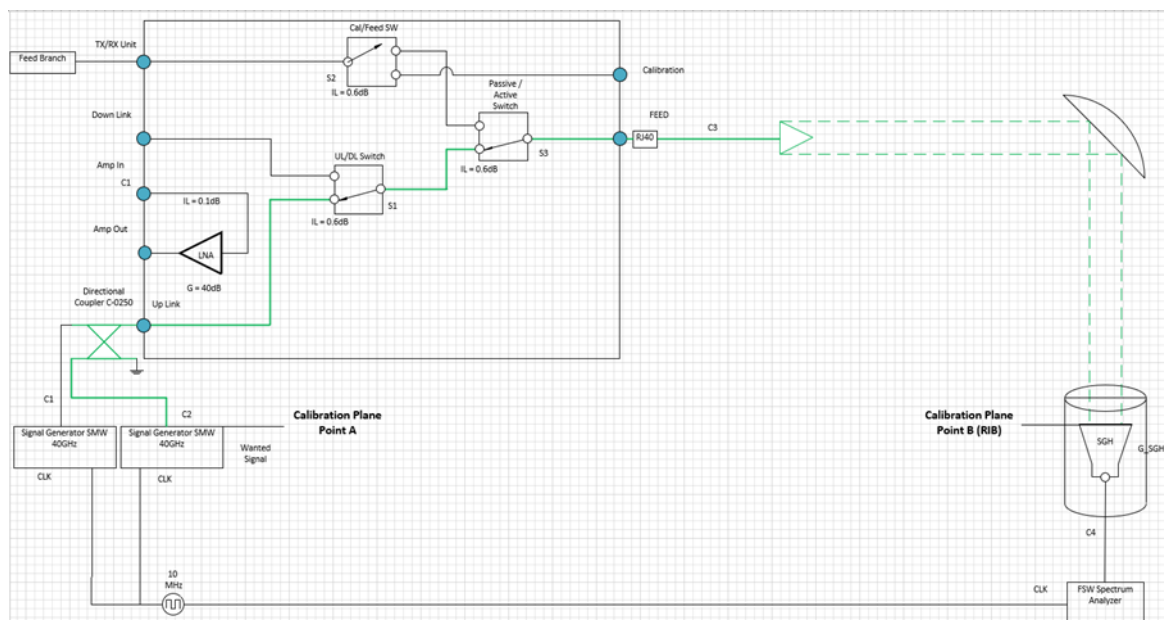 Cal/Feed SW
TX/RX Unit
Feed Branch
S2
IL = 0.6dB
Calibration
Passive /
Active
Switch
Down Link
FEED
RJ40
C3
S3
IL = 0.6dB
UL/DL Switch
Amp In
C1
IL = 0.1dB
S1
IL = 0.6dB
Amp Out
LNA
G = 40dB
Directional
Coupler C-0250
Up Link
C1
C2
Calibration Plane
Point A
Calibration Plane
Point B (RIB)
Signal Generator SMW
40GHz
Signal Generator SMW
40GHz
Wanted
Signal
SGH
G_SGH
CLK
CLK
C4
10
MHz
CLK
FSW Spectrum
Analyzer